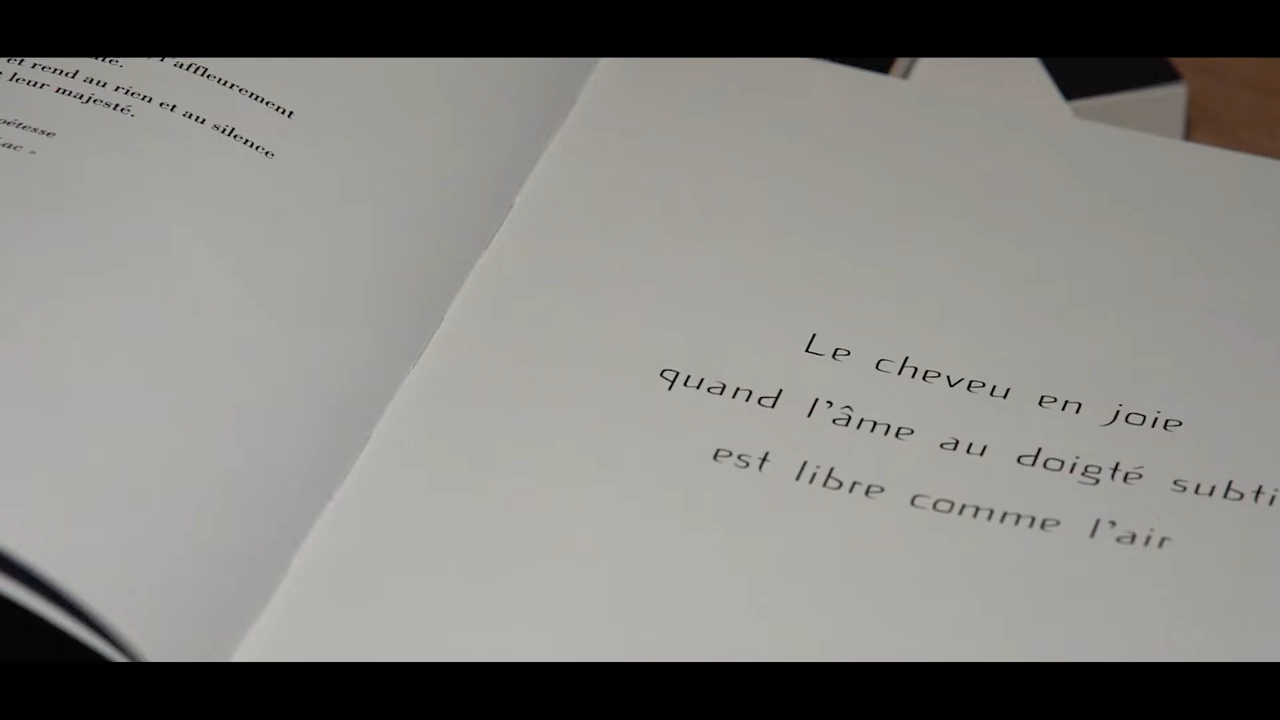 l'affleurement
et rend au rien et au silence
leur majesté.
Le cheveu en joie
quand l'âme au doigté
est libre comme l'air